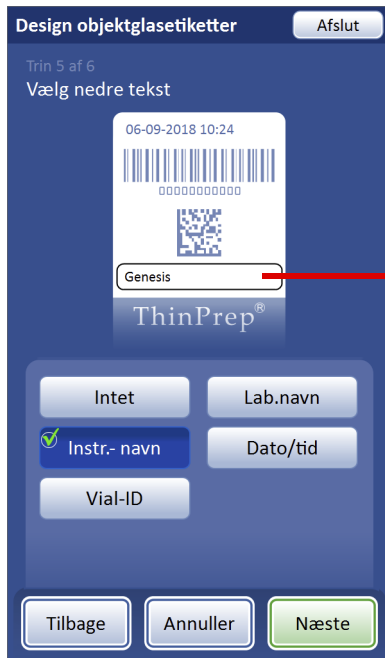 Design objektglasetiketter
Afslut
Trin 5 af 6
Vælg nedre tekst
06-09-2018 10:24
00000000000
Genesis
ThinPrep®
Intet
Lab.navn
Instr.- navn
Dato/tid
Vial-ID
Tilbage
Annuller
Næste